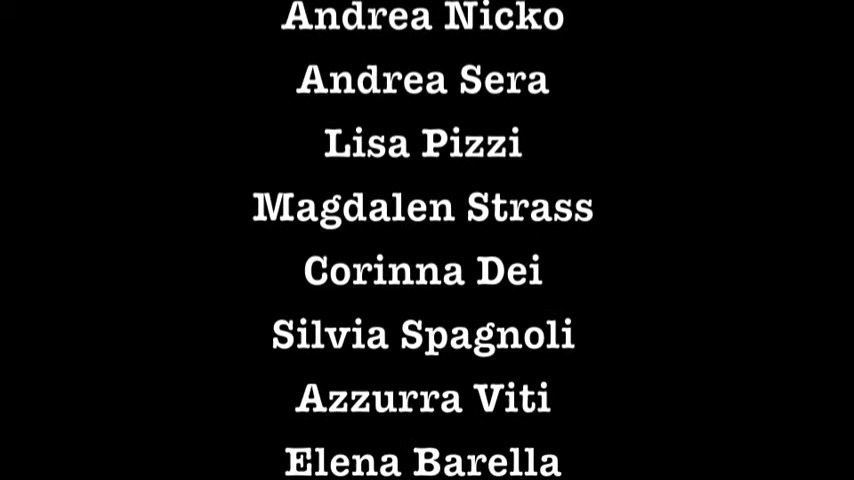 Andrea Nicko
Andrea Sera
Lisa Pizzi
Magdalen Strass
Corinna Dei
Silvia Spagnoli
Azzurra Viti
Elena Barella